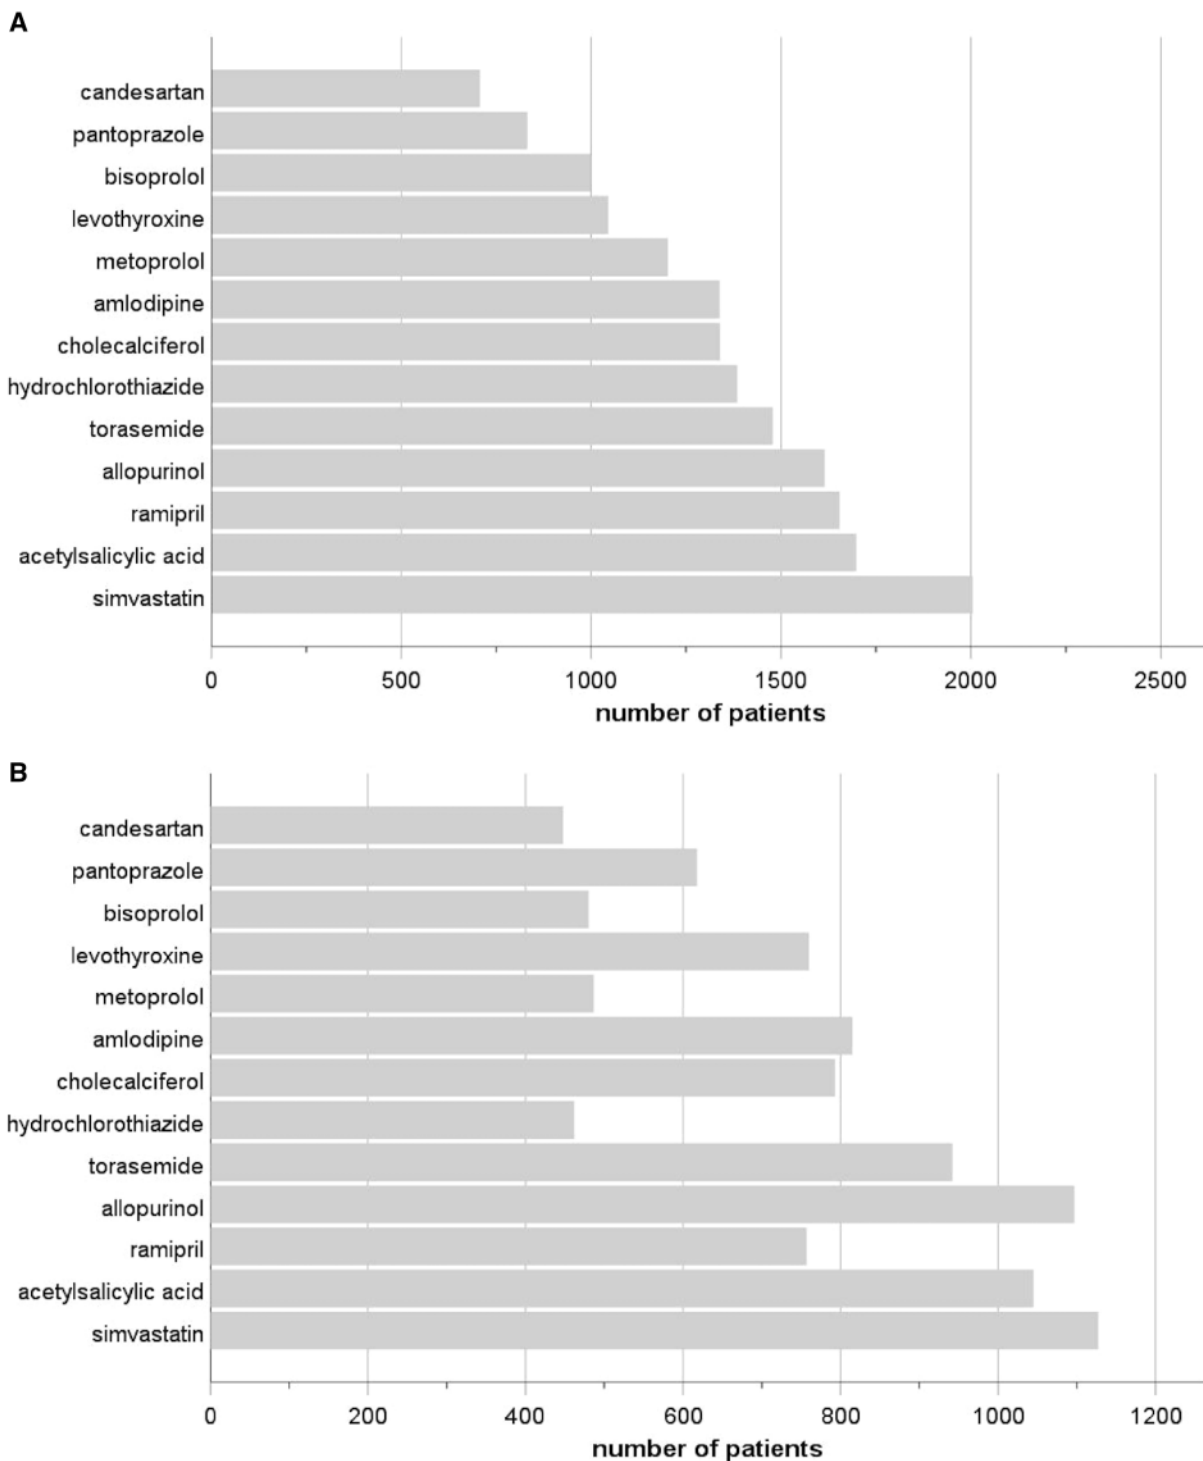 A
candesartan
pantoprazole
bisoprolol
levothyroxine
metoprolol
amlodipine
cholecalciferol
hydrochlorothiazide
torasemide
allopurinol
ramipril
acetylsalicylic acid
simvastatin
0 500 1000 1500 2000 2500
number of patients
B
candesartan
pantoprazole
bisoprolol
levothyroxine
metoprolol
amlodipine
cholecalciferol
hydrochlorothiazide
torasemide
allopurinol
ramipril
acetylsalicylic acid
simvastatin
0 200 400 600 800 1000 1200
number of patients